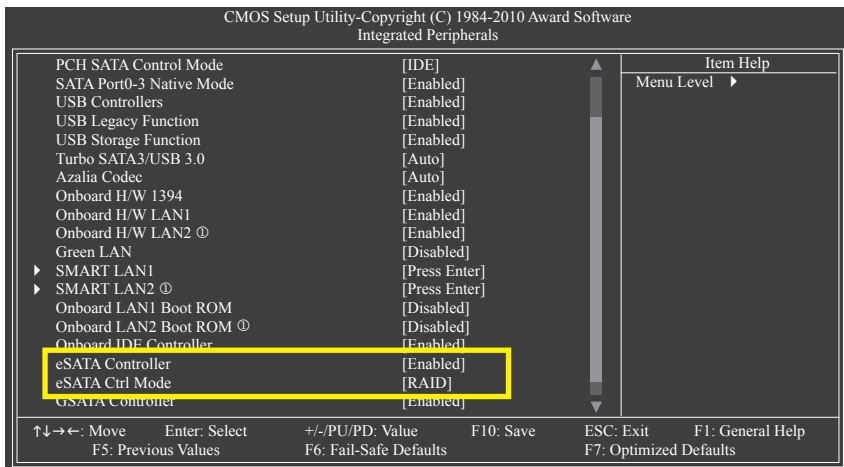 CMOS Setup Utility-Copyright (C) 1984-2010 Award Software
Integrated Peripherals
PCH SATA Control Mode [IDE]
SATA Port0-3 Native Mode [Enabled]
USB Controllers [Enabled]
USB Legacy Function [Enabled]
USB Storage Function [Enabled]
Turbo SATA3/USB 3.0 [Auto]
Azalia Codec [Auto]
Onboard H/W 1394 [Enabled]
Onboard H/W LAN1 [Enabled]
Onboard H/W LAN2 ① [Enabled]
Green LAN [Disabled]
SMART LAN1 [Press Enter]
SMART LAN2 ① [Press Enter]
Onboard LAN1 Boot ROM [Disabled]
Onboard LAN2 Boot ROM ① [Disabled]
Onboard IDE Controller [Enabled]
eSATA Controller [Enabled]
eSATA Ctrl Mode [RAID]
GSATA Controller [Enabled]
Item Help
Menu Level
↑↓→←: Move Enter: Select +/-/PU/PD: Value F10: Save ESC: Exit F1: General Help
F5: Previous Values F6: Fail-Safe Defaults F7: Optimized Defaults